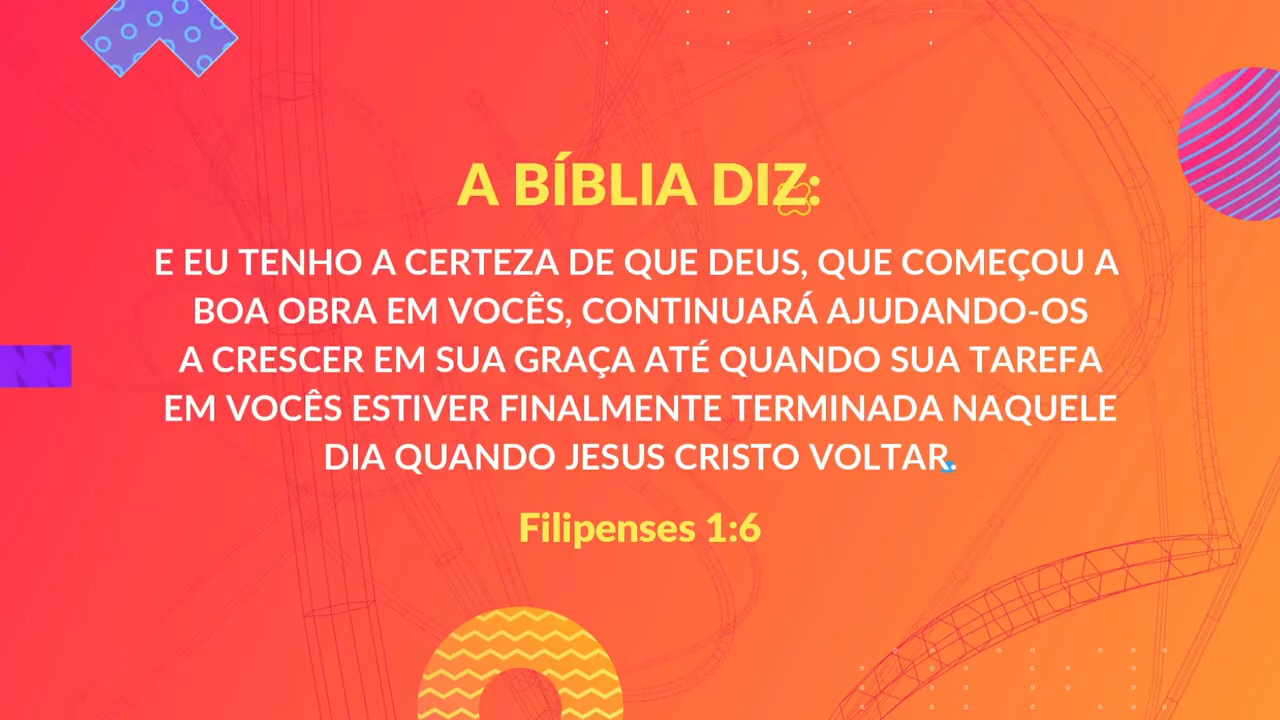 A BÍBLIA DIZ:
E EU TENHO A CERTEZA DE QUE DEUS, QUE COMEÇOU A
BOA OBRA EM VOCÊS, CONTINUARÁ AJUDANDO-OS
A CRESCER EM SUA GRAÇA ATÉ QUANDO SUA TAREFA
EM VOCÊS ESTIVER FINALMENTE TERMINADA NAQUELE
DIA QUANDO JESUS CRISTO VOLTAR.
Filipenses 1:6